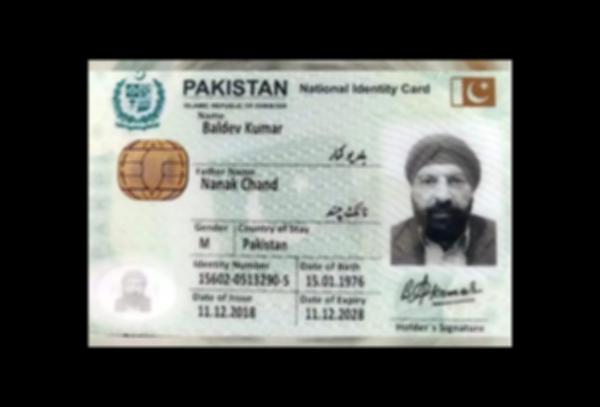 PAKISTAN National Identity Card
ISLAMIC REPUBLIC OF PAKISTAN
Name
Baldev Kumar
بلدیو کمار
Father Name
Nanak Chand
نانک چند
Gender Country of Stay
M Pakistan
Identity Number Date of Birth
15602-0513290-5 15.01.1976
Date of Issue Date of Expiry
11.12.2018 11.12.2028
Holder's Signature